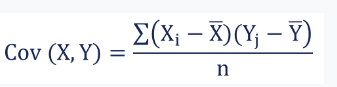 Cov (X, Y) = Σ(Xᵢ − X̅)(Yⱼ − Y̅) / n